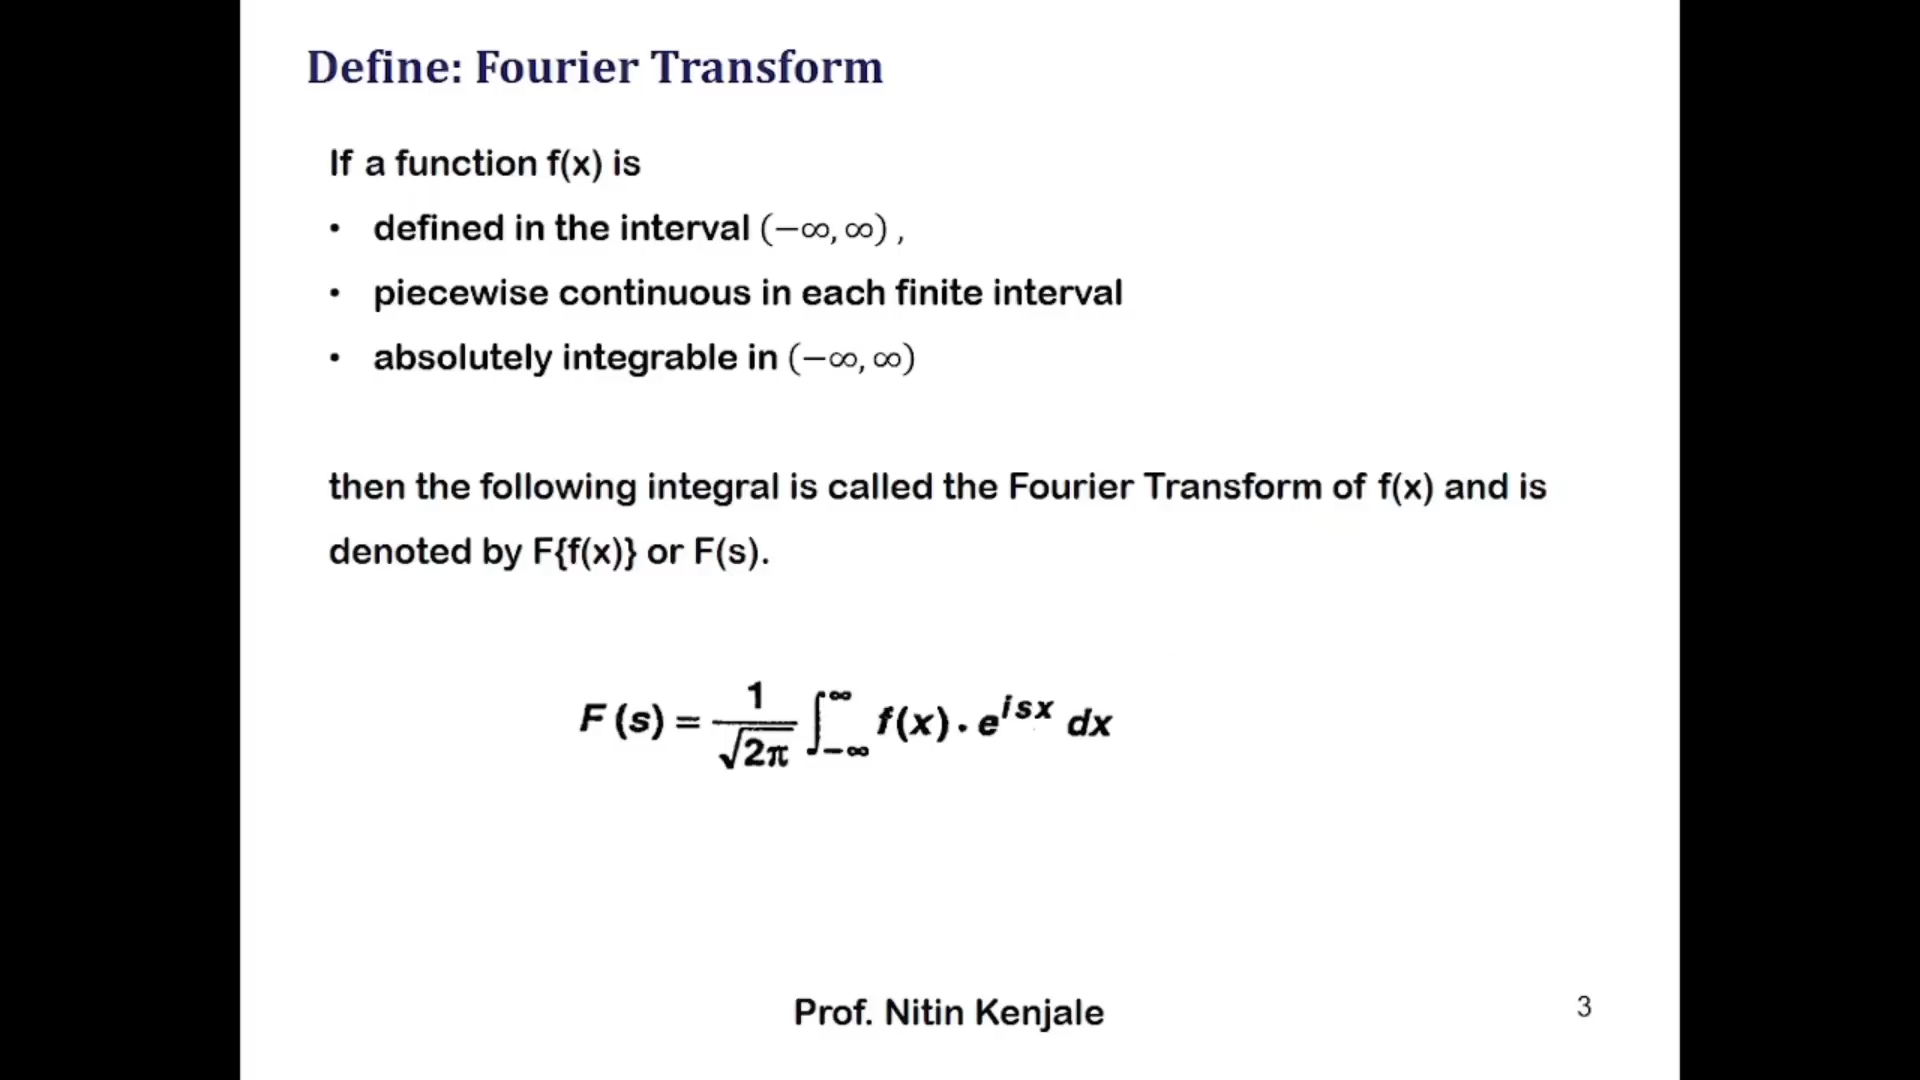 Define: Fourier Transform
If a function f(x) is
• defined in the interval (−∞, ∞) ,
• piecewise continuous in each finite interval
• absolutely integrable in (−∞, ∞)
then the following integral is called the Fourier Transform of f(x) and is
denoted by F{f(x)} or F(s).
F (s) = 1/√2π ∫_{−∞}^{∞} f(x) . e^{isx} dx
Prof. Nitin Kenjale
3